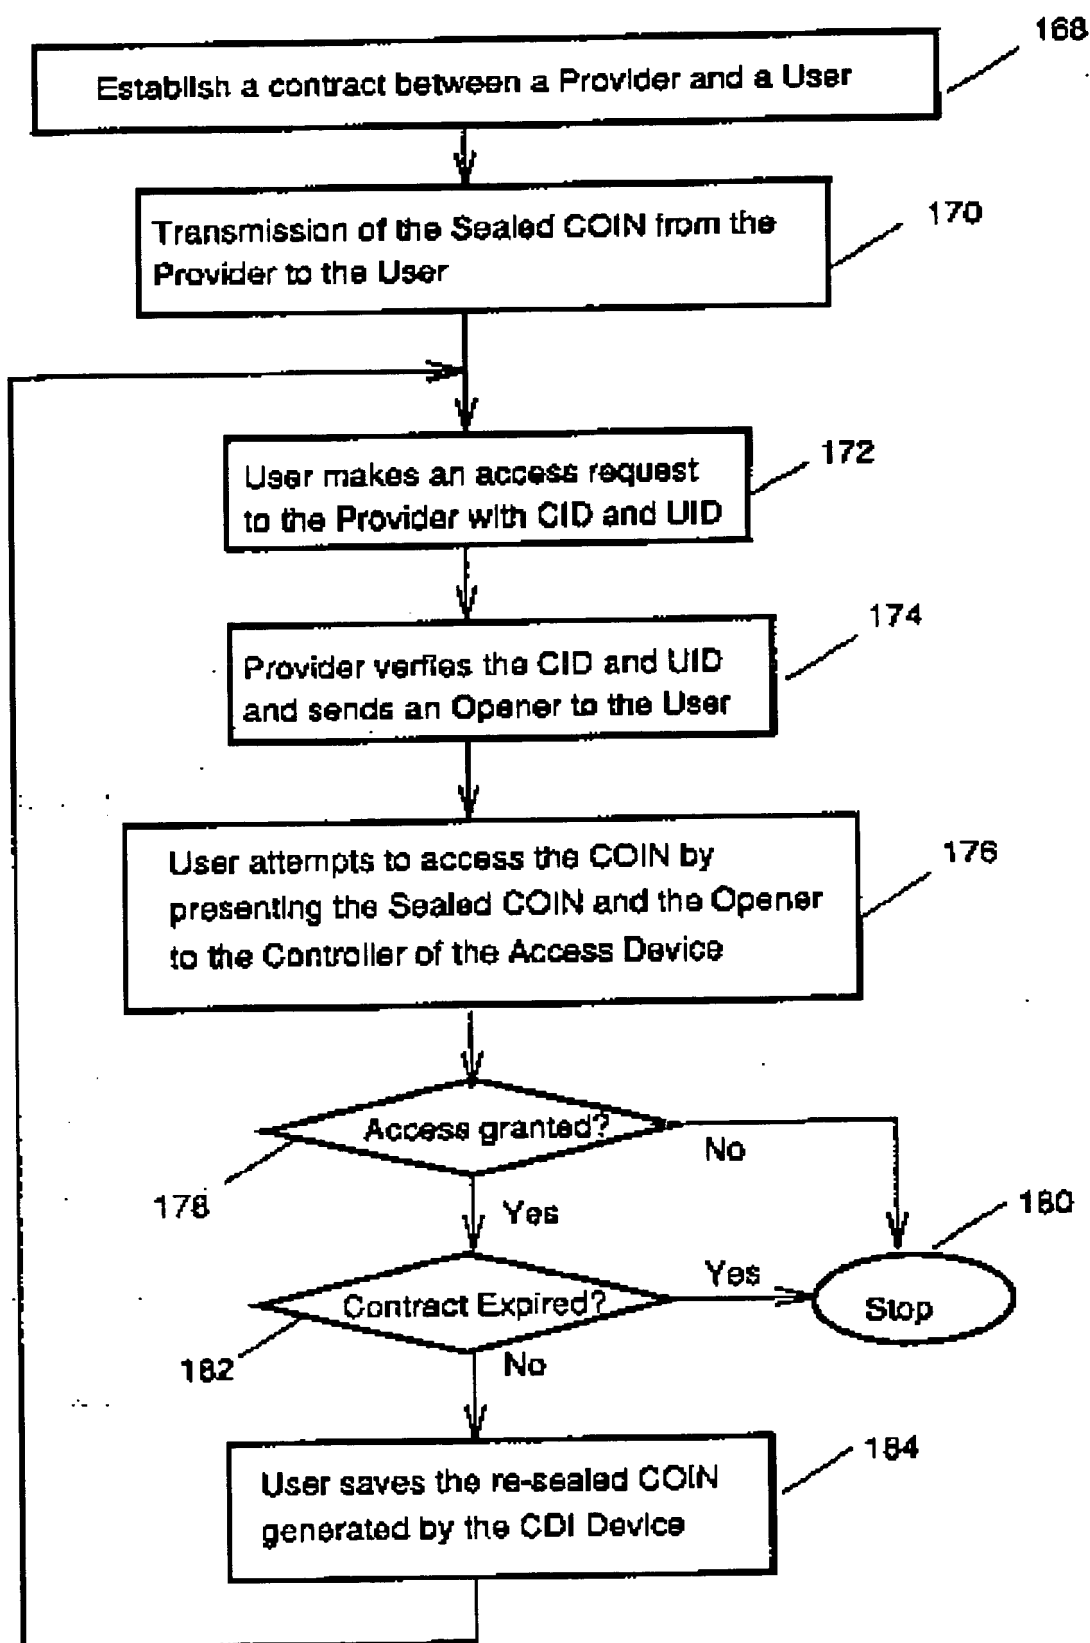 168
Establish a contract between a Provider and a User
170
Transmission of the Sealed COIN from the
Provider to the User
172
User makes an access request
to the Provider with CID and UID
174
Provider verfies the CID and UID
and sends an Opener to the User
176
User attempts to access the COIN by
presenting the Sealed COIN and the Opener
to the Controller of the Access Device
Access granted?
No
178
Yes
180
Contract Expired?
Yes
Stop
182
No
184
User saves the re-sealed COIN
generated by the CDI Device